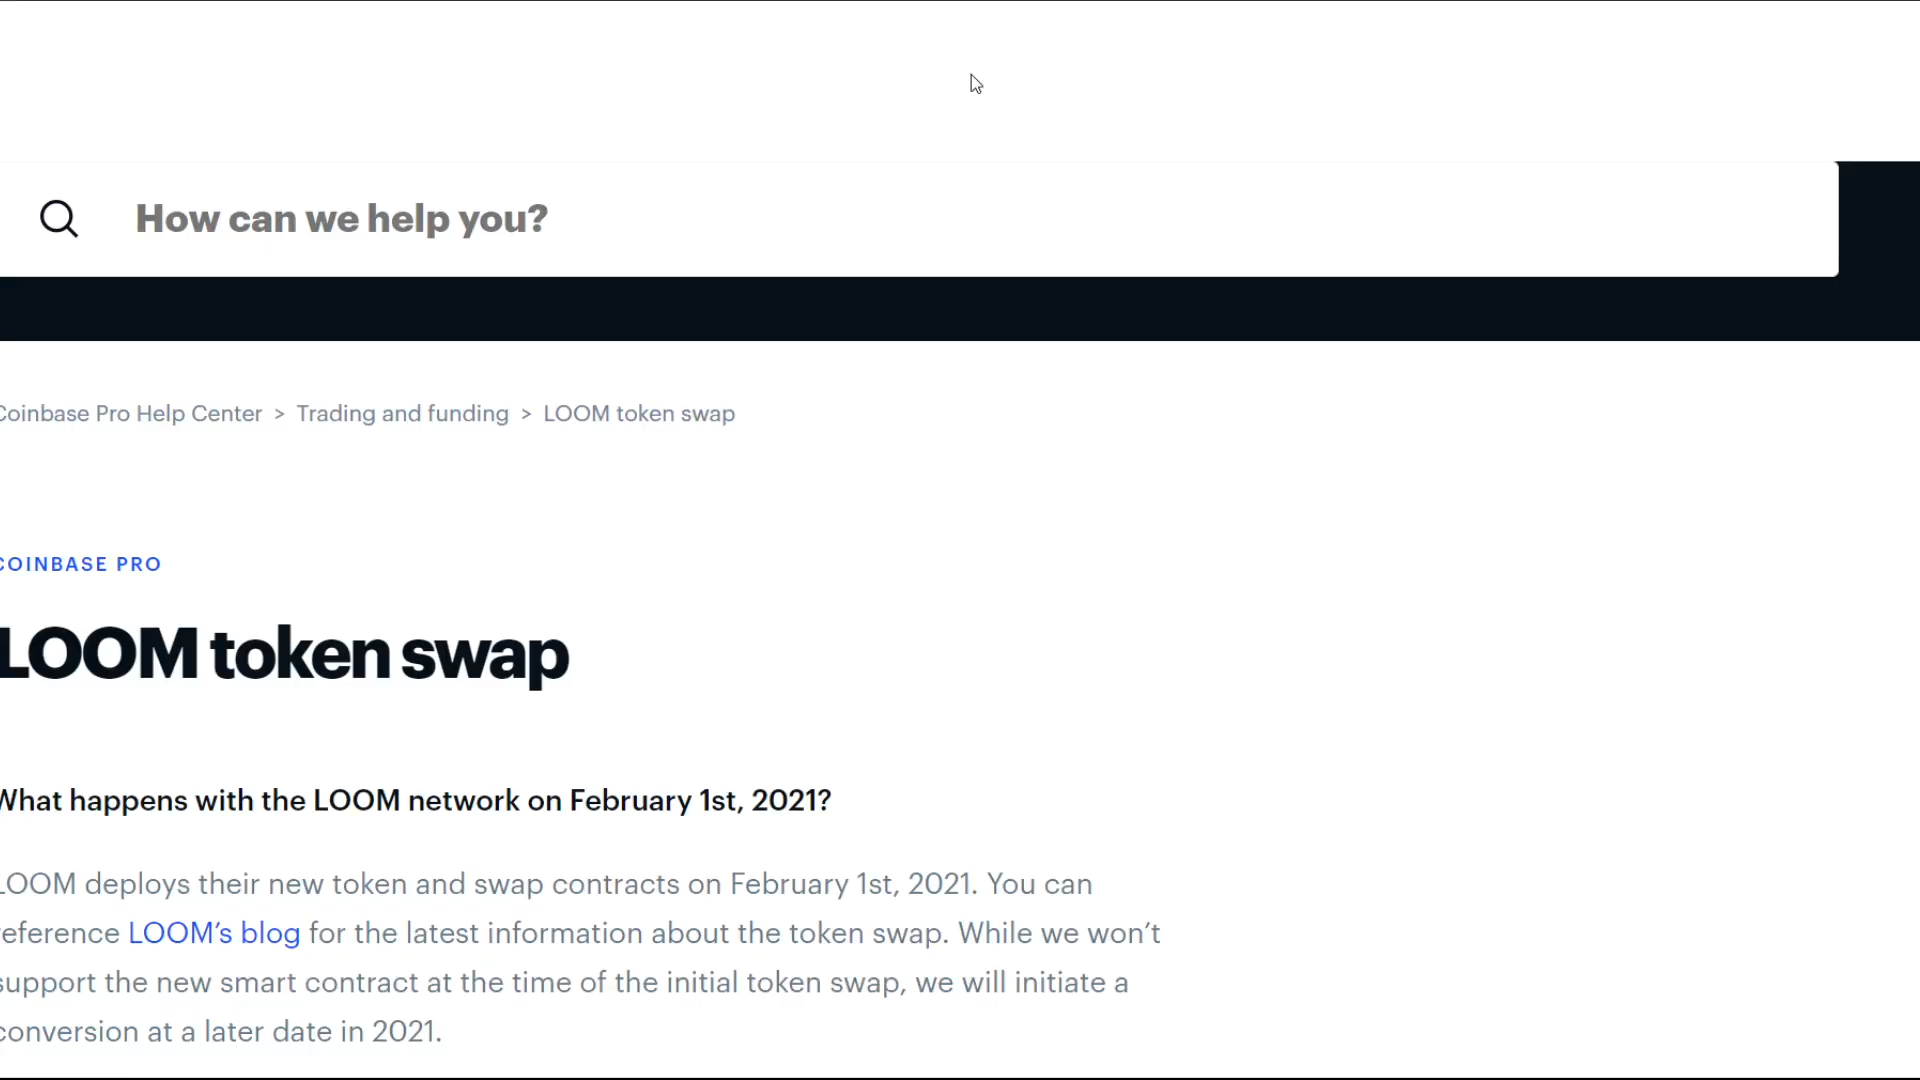 How can we help you?
Coinbase Pro Help Center > Trading and funding > LOOM token swap
COINBASE PRO
LOOM token swap
What happens with the LOOM network on February 1st, 2021?
LOOM deploys their new token and swap contracts on February 1st, 2021. You can
reference LOOM’s blog for the latest information about the token swap. While we won’t
support the new smart contract at the time of the initial token swap, we will initiate a
conversion at a later date in 2021.